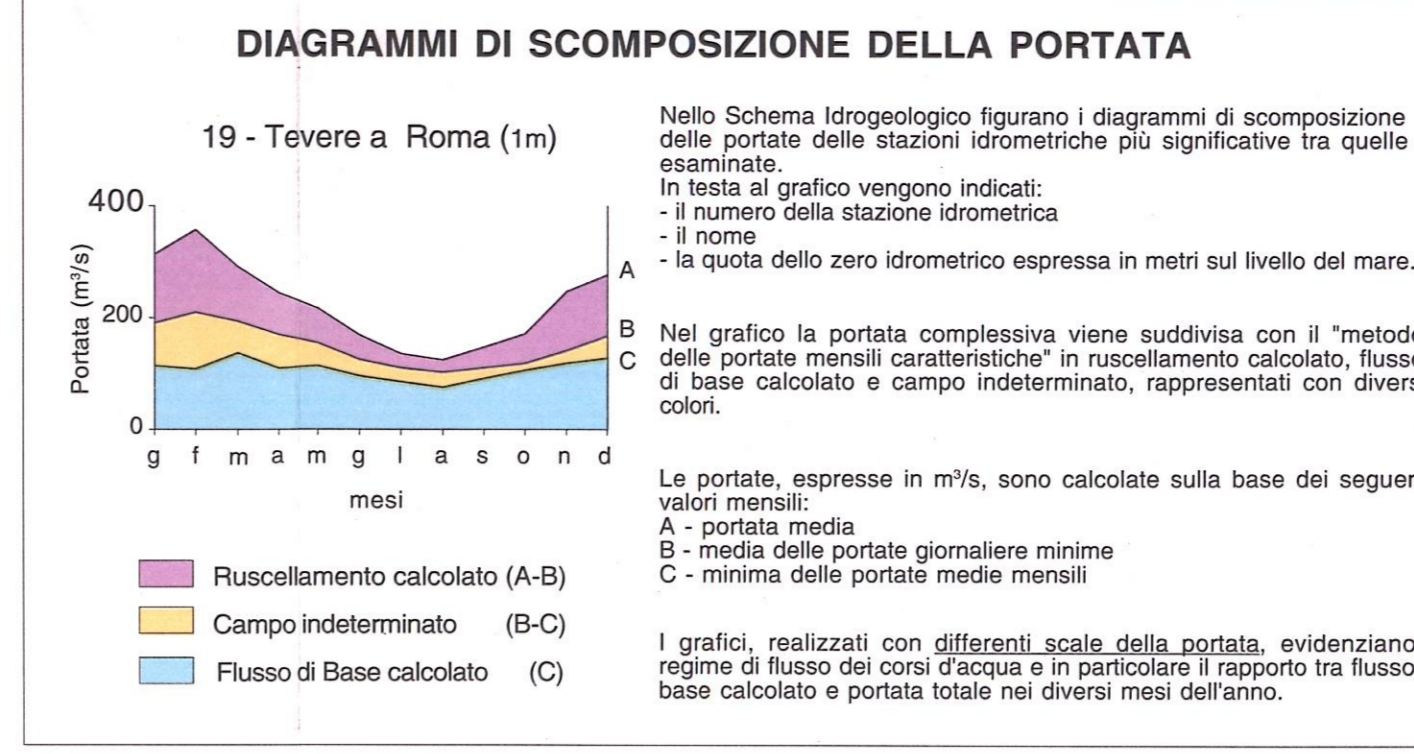 DIAGRAMMI DI SCOMPOSIZIONE DELLA PORTATA
19 - Tevere a Roma (1m)
400
200
0
Portata (m³/s)
A
B
C
g f m a m g l a s o n d
mesi
Ruscellamento calcolato (A-B)
Campo indeterminato (B-C)
Flusso di Base calcolato (C)
Nello Schema Idrogeologico figurano i diagrammi di scomposizione
delle portate delle stazioni idrometriche più significative tra quelle
esaminate.
In testa al grafico vengono indicati:
- il numero della stazione idrometrica
- il nome
- la quota dello zero idrometrico espressa in metri sul livello del mare.
Nel grafico la portata complessiva viene suddivisa con il "metodo
delle portate mensili caratteristiche" in ruscellamento calcolato, flusso
di base calcolato e campo indeterminato, rappresentati con divers
colori.
Le portate, espresse in m³/s, sono calcolate sulla base dei seguen
valori mensili:
A - portata media
B - media delle portate giornaliere minime
C - minima delle portate medie mensili
I grafici, realizzati con differenti scale della portata, evidenziano
regime di flusso dei corsi d'acqua e in particolare il rapporto tra flusso
base calcolato e portata totale nei diversi mesi dell'anno.